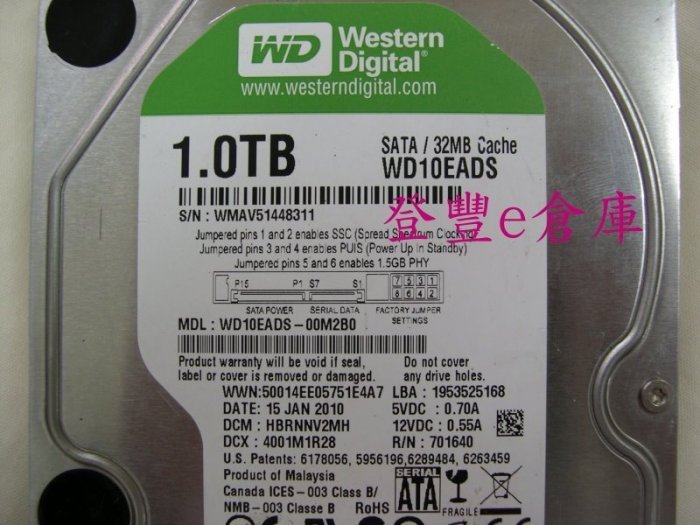 WD Western Digital®
www.westerndigital.com
1.0TB
SATA / 32MB Cache
WD10EADS
S/N : WMAV51448311
登豐e倉庫
Jumpered pins 1 and 2 enables SSC (Spread Spectrum Clocking)
Jumpered pins 3 and 4 enables PUIS (Power Up in Standby)
Jumpered pins 5 and 6 enables 1.5GB PHY
P15 P1 S7 S1
7 5 3 1
8 6 4 2
SATA POWER SERIAL DATA FACTORY JUMPER SETTINGS
MDL : WD10EADS-00M2B0
Product warranty will be void if seal,
label or cover is removed or damaged.
Do not cover
any drive holes.
WWN:50014EE05751E4A7 LBA : 1953525168
DATE: 15 JAN 2010 5VDC : 0.70A
DCM : HBRNNV2MH 12VDC : 0.55A
DCX : 4001M1R28 R/N : 701640
U.S. Patents: 6178056, 5956196,6289484, 6263459
Product of Malaysia
Canada ICES-003 Class B/
NMB-003 Classe B RoHS
SERIAL
ATA
FRAGILE